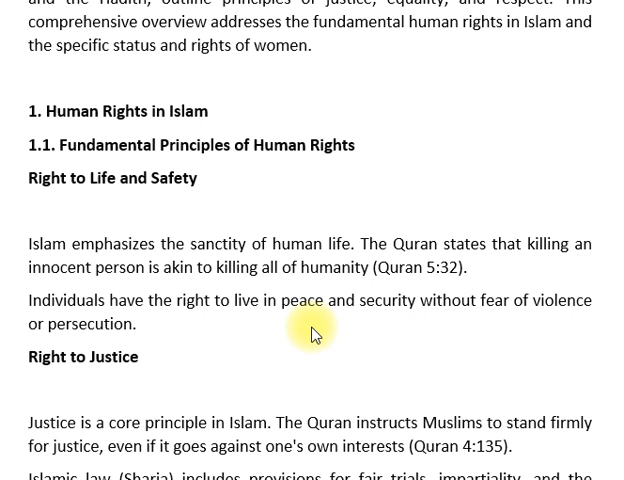 and the Hadith, outline principles of justice, equality, and respect. This
comprehensive overview addresses the fundamental human rights in Islam and
the specific status and rights of women.
1. Human Rights in Islam
1.1. Fundamental Principles of Human Rights
Right to Life and Safety
Islam emphasizes the sanctity of human life. The Quran states that killing an
innocent person is akin to killing all of humanity (Quran 5:32).
Individuals have the right to live in peace and security without fear of violence
or persecution.
Right to Justice
Justice is a core principle in Islam. The Quran instructs Muslims to stand firmly
for justice, even if it goes against one's own interests (Quran 4:135).
Islamic law (Sharia) includes provisions for fair trials, impartiality, and the